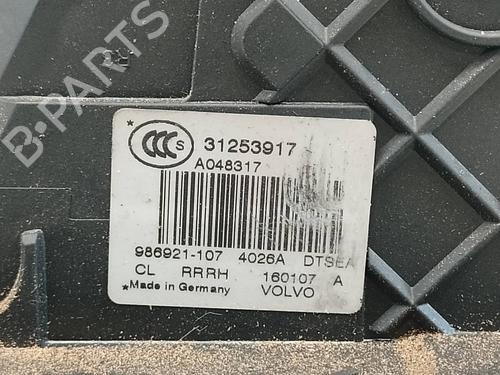 B-PARTS
CCC S 31253917
A048317
986921-107 4026A DTSEA
CL RRRH 160107 A
*Made in Germany VOLVO